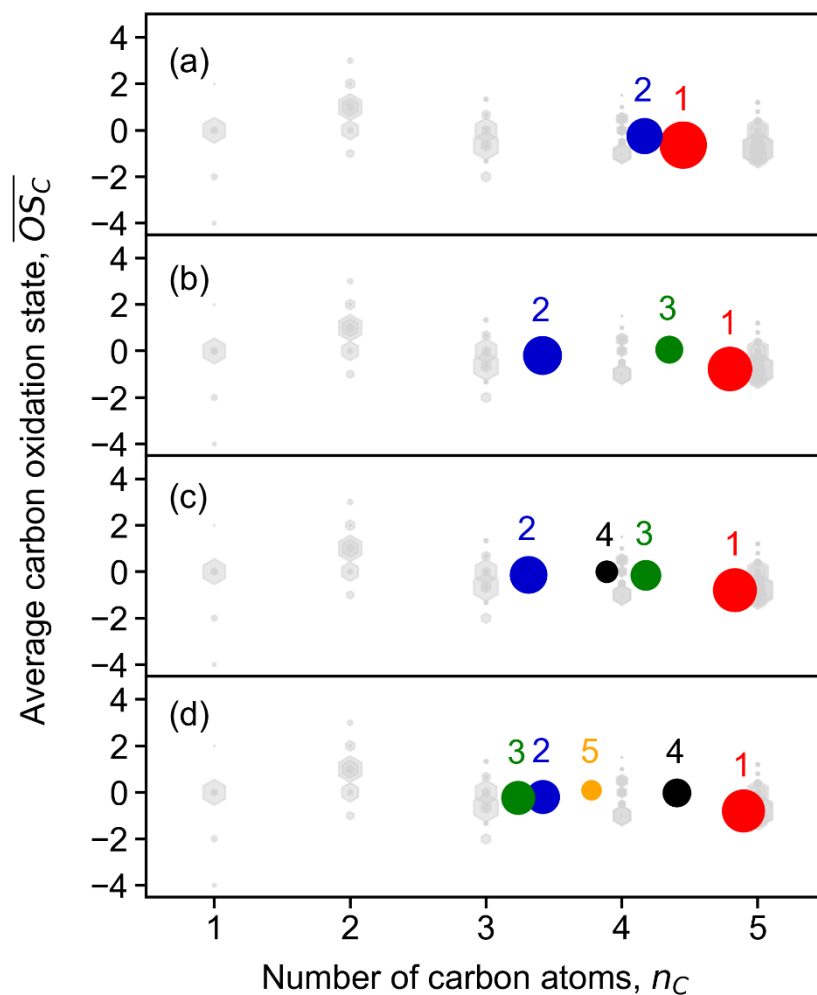 Average carbon oxidation state, OS_C
(a)
4
2
0
−2
−4
2 1
(b)
4
2
0
−2
−4
2 3 1
(c)
4
2
0
−2
−4
2 4 3 1
(d)
4
2
0
−2
−4
3 2 5 4 1
1 2 3 4 5
Number of carbon atoms, n_C